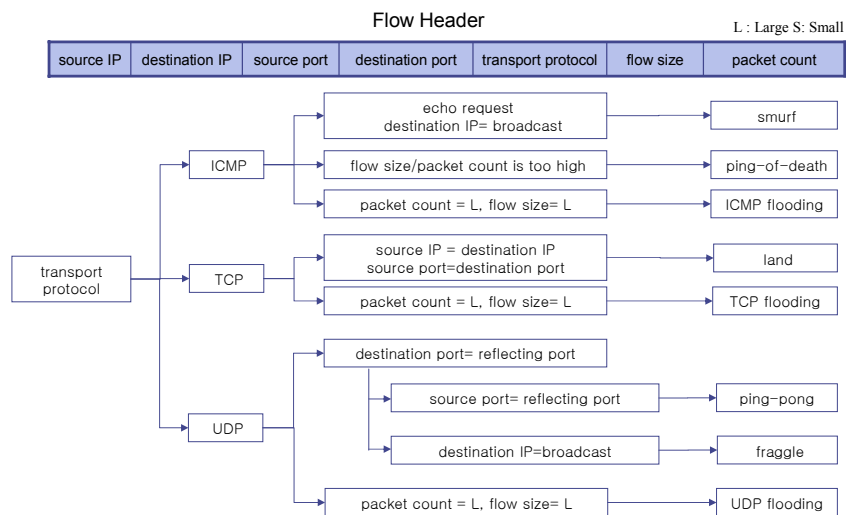 Flow Header
L : Large S: Small
source IP destination IP source port destination port transport protocol flow size packet count
echo request
destination IP= broadcast
smurf
ICMP
flow size/packet count is too high
ping-of-death
packet count = L, flow size= L
ICMP flooding
transport
protocol
TCP
source IP = destination IP
source port=destination port
land
packet count = L, flow size= L
TCP flooding
UDP
destination port= reflecting port
source port= reflecting port
ping-pong
destination IP=broadcast
fraggle
packet count = L, flow size= L
UDP flooding